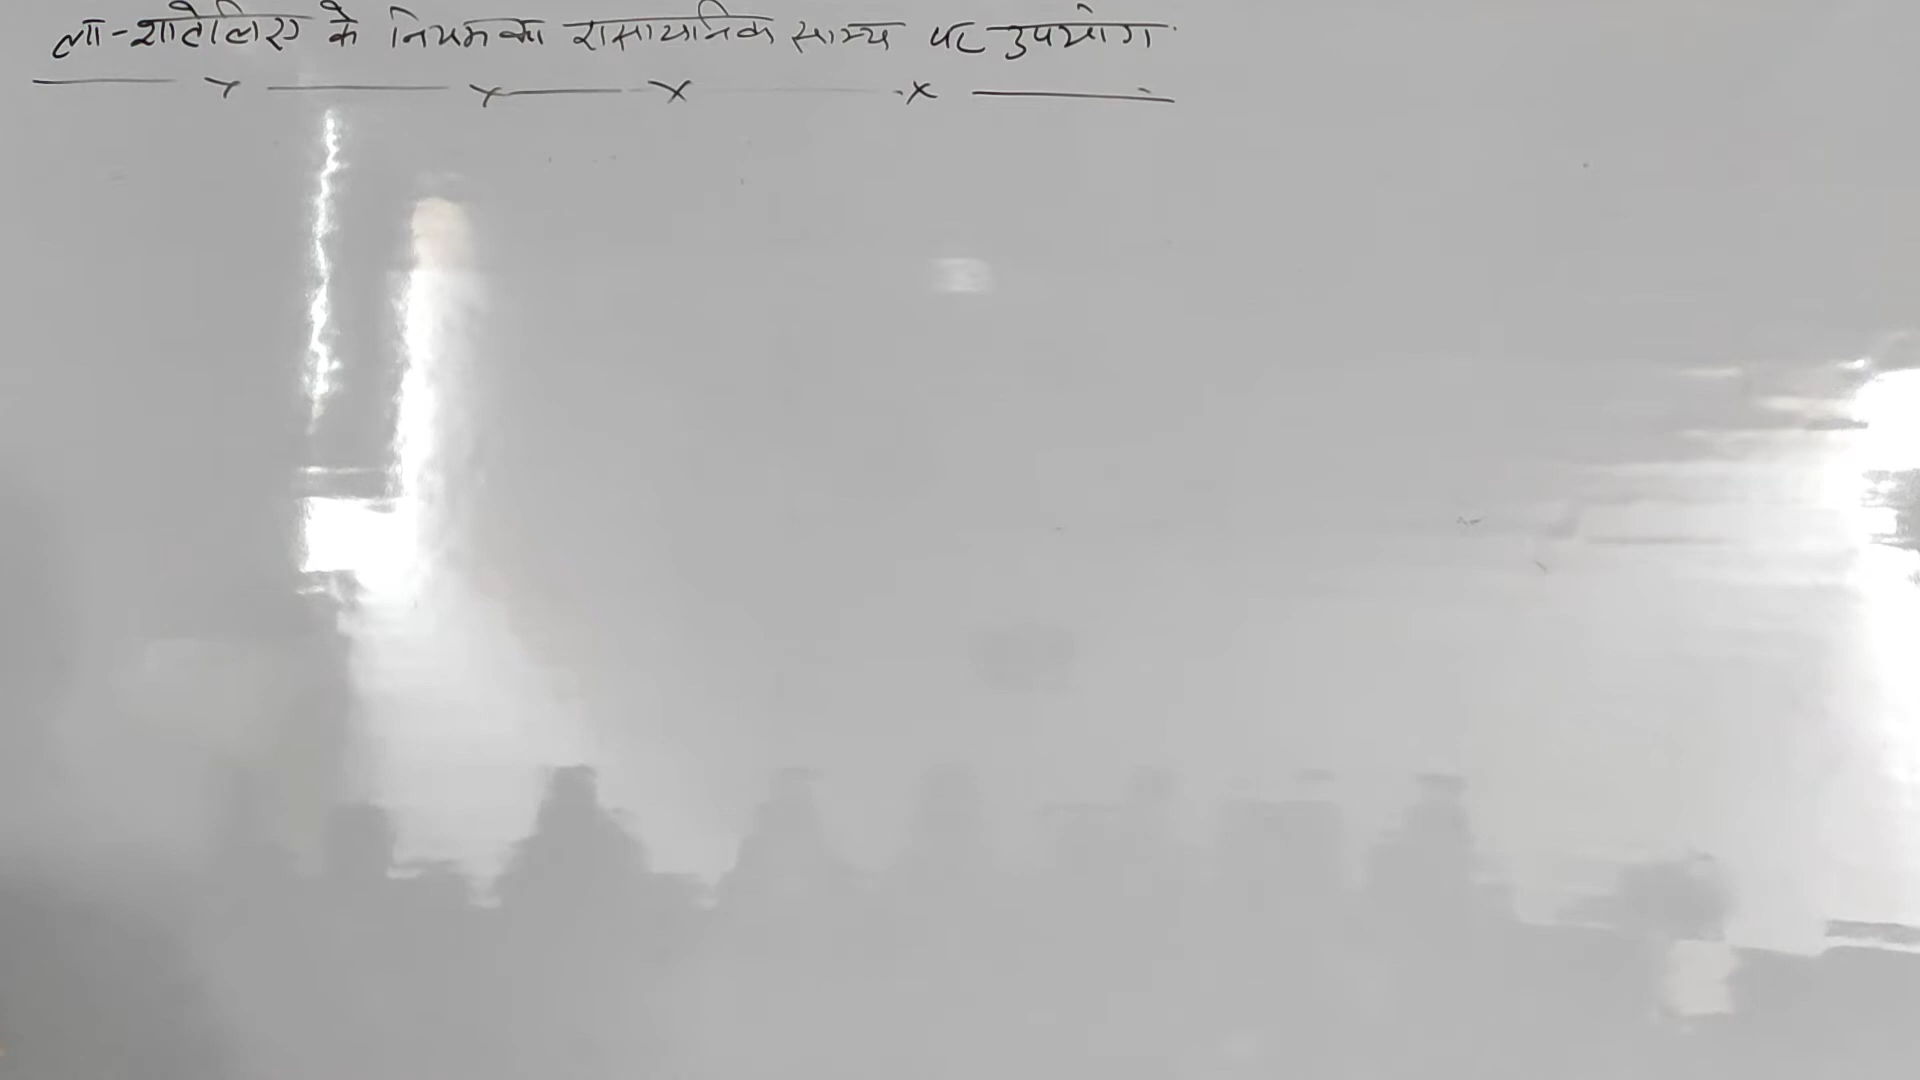 ला-शातेलिए के नियम का रासायनिक साम्य पर उपयोग